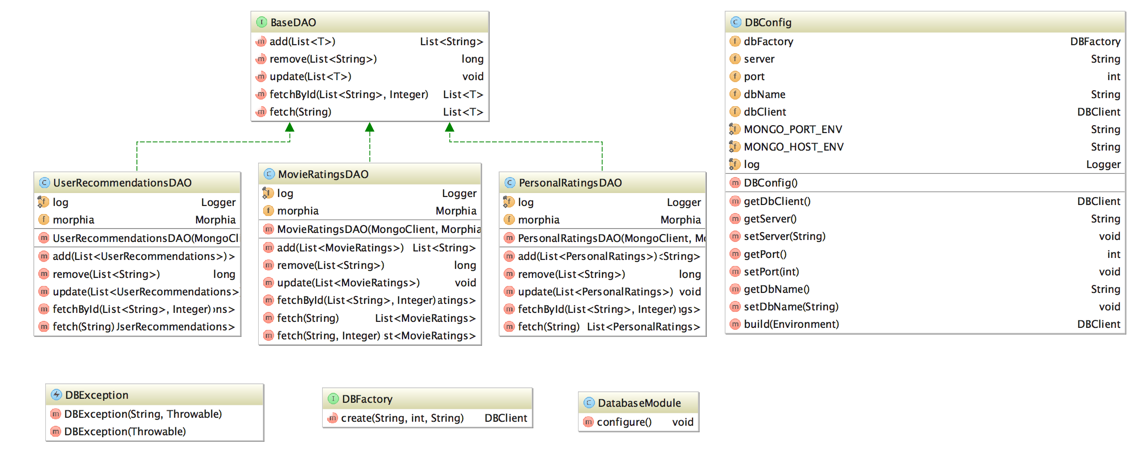 BaseDAO
add(List<T>) List<String>
remove(List<String>) long
update(List<T>) void
fetchById(List<String>, Integer) List<T>
fetch(String) List<T>
DBConfig
dbFactory DBFactory
server String
port int
dbName String
dbClient DBClient
MONGO_PORT_ENV String
MONGO_HOST_ENV String
log Logger
DBConfig()
getDbClient() DBClient
getServer() String
setServer(String) void
getPort() int
setPort(int) void
getDbName() String
setDbName(String) void
build(Environment) DBClient
UserRecommendationsDAO
log Logger
morphia Morphia
UserRecommendationsDAO(MongoCl
add(List<UserRecommendations>)>
remove(List<String>) long
update(List<UserRecommendations>
fetchById(List<String>, Integer)ns>
fetch(String)JserRecommendations>
MovieRatingsDAO
log Logger
morphia Morphia
MovieRatingsDAO(MongoClient, Morphia
add(List<MovieRatings>) List<String>
remove(List<String>) long
update(List<MovieRatings>) void
fetchById(List<String>, Integer)atings>
fetch(String) List<MovieRatings>
fetch(String, Integer) st<MovieRatings>
PersonalRatingsDAO
log Logger
morphia Morphia
PersonalRatingsDAO(MongoClient, Mo
add(List<PersonalRatings>)<String>
remove(List<String>) long
update(List<PersonalRatings>) void
fetchById(List<String>, Integer)gs>
fetch(String) List<PersonalRatings>
DBException
DBException(String, Throwable)
DBException(Throwable)
DBFactory
create(String, int, String) DBClient
DatabaseModule
configure() void